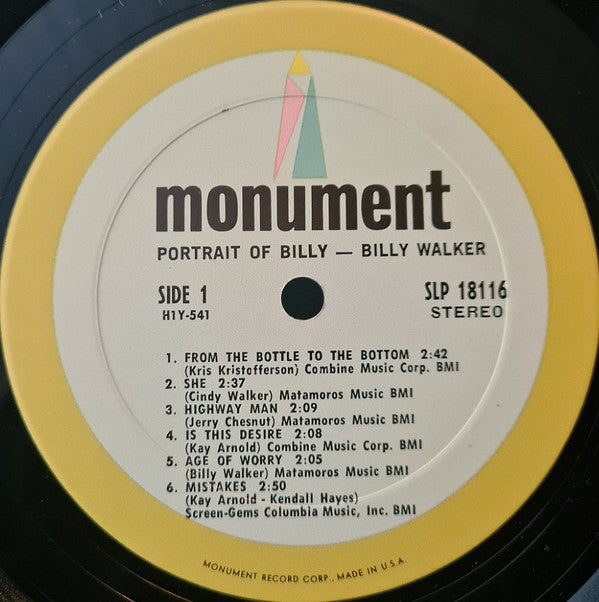 monument
PORTRAIT OF BILLY — BILLY WALKER
SIDE 1 SLP 18116
H1Y-541 STEREO
1. FROM THE BOTTLE TO THE BOTTOM 2:42
(Kris Kristofferson) Combine Music Corp. BMI
2. SHE 2:37
(Cindy Walker) Matamoros Music BMI
3. HIGHWAY MAN 2:09
(Jerry Chesnut) Matamoros Music BMI
4. IS THIS DESIRE 2:08
(Kay Arnold) Combine Music Corp. BMI
5. AGE OF WORRY 2:05
(Billy Walker) Matamoros Music BMI
6. MISTAKES 2:50
(Kay Arnold - Kendall Hayes)
Screen-Gems Columbia Music, Inc. BMI
MONUMENT RECORD CORP., MADE IN U.S.A.